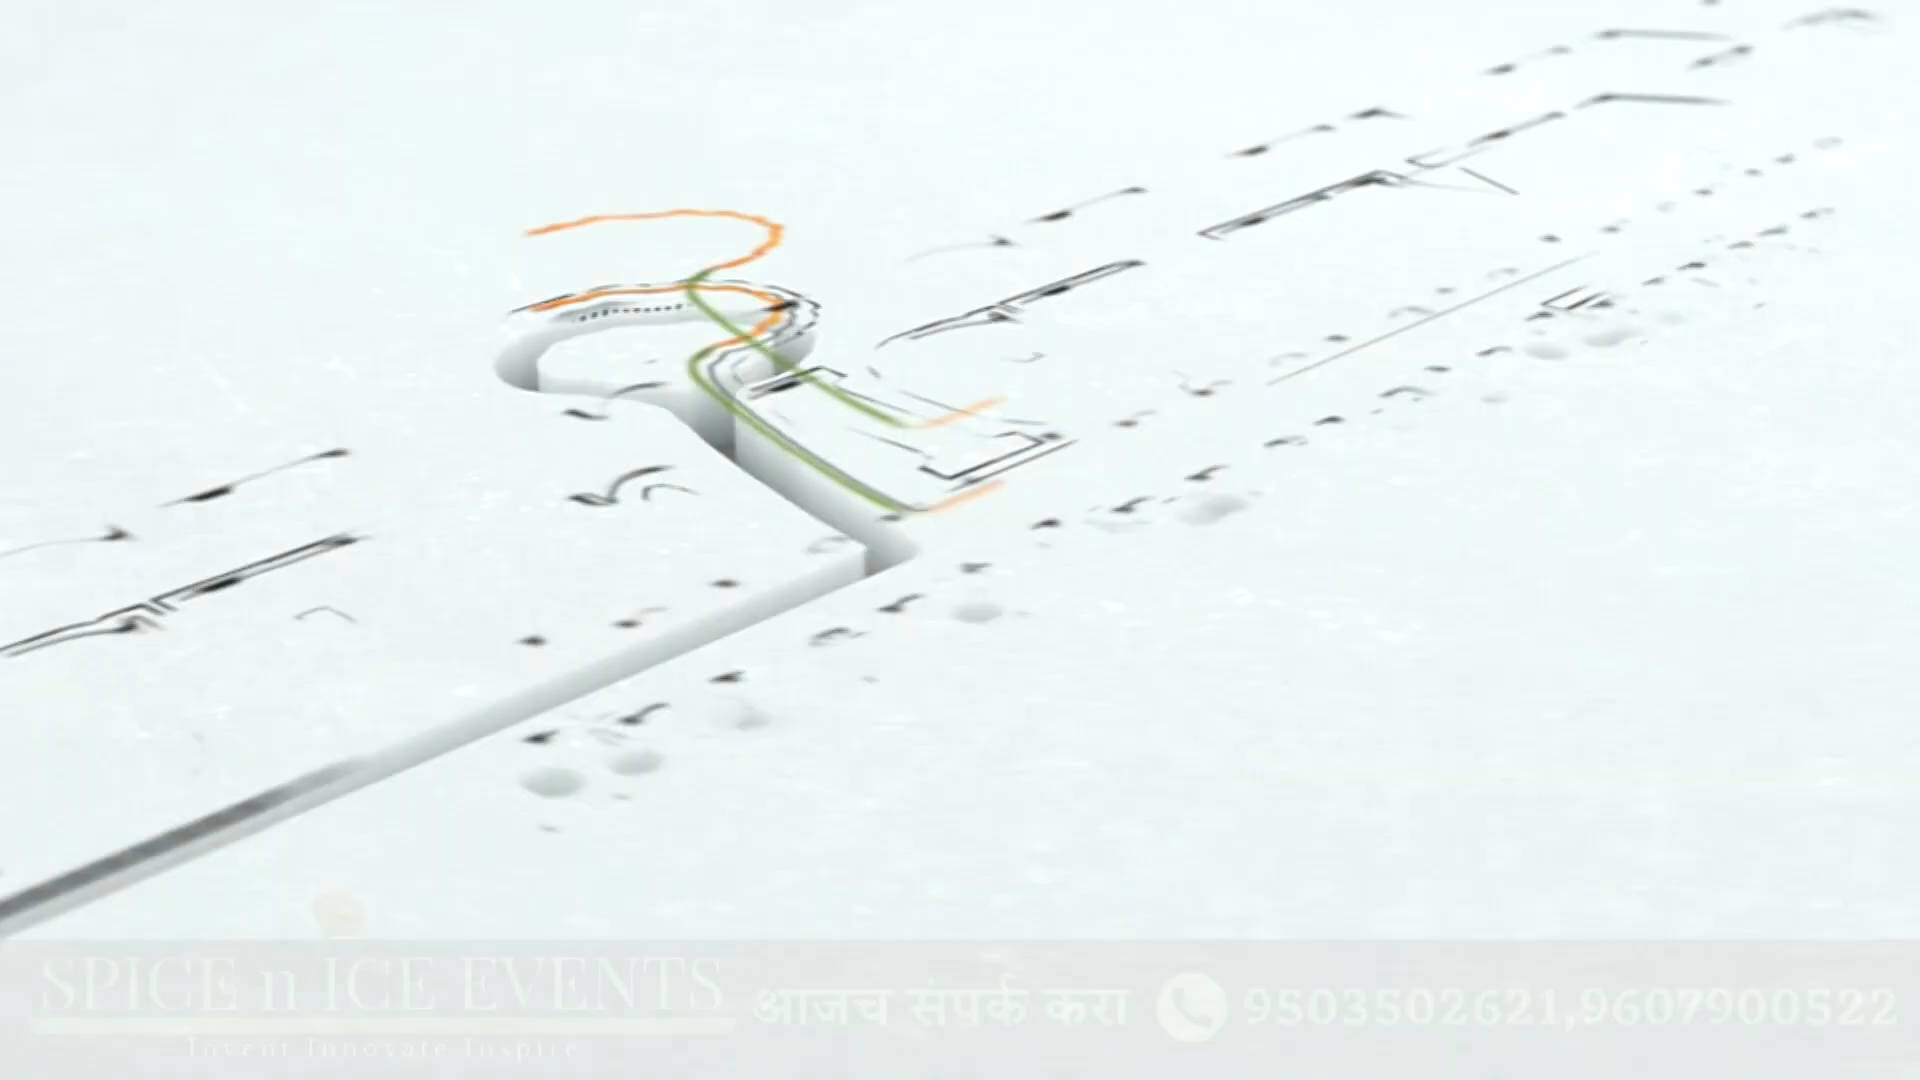 SPICE n ICE EVENTS
Invent Innovate Inspire
आजच संपर्क करा 9503502621,9607900522